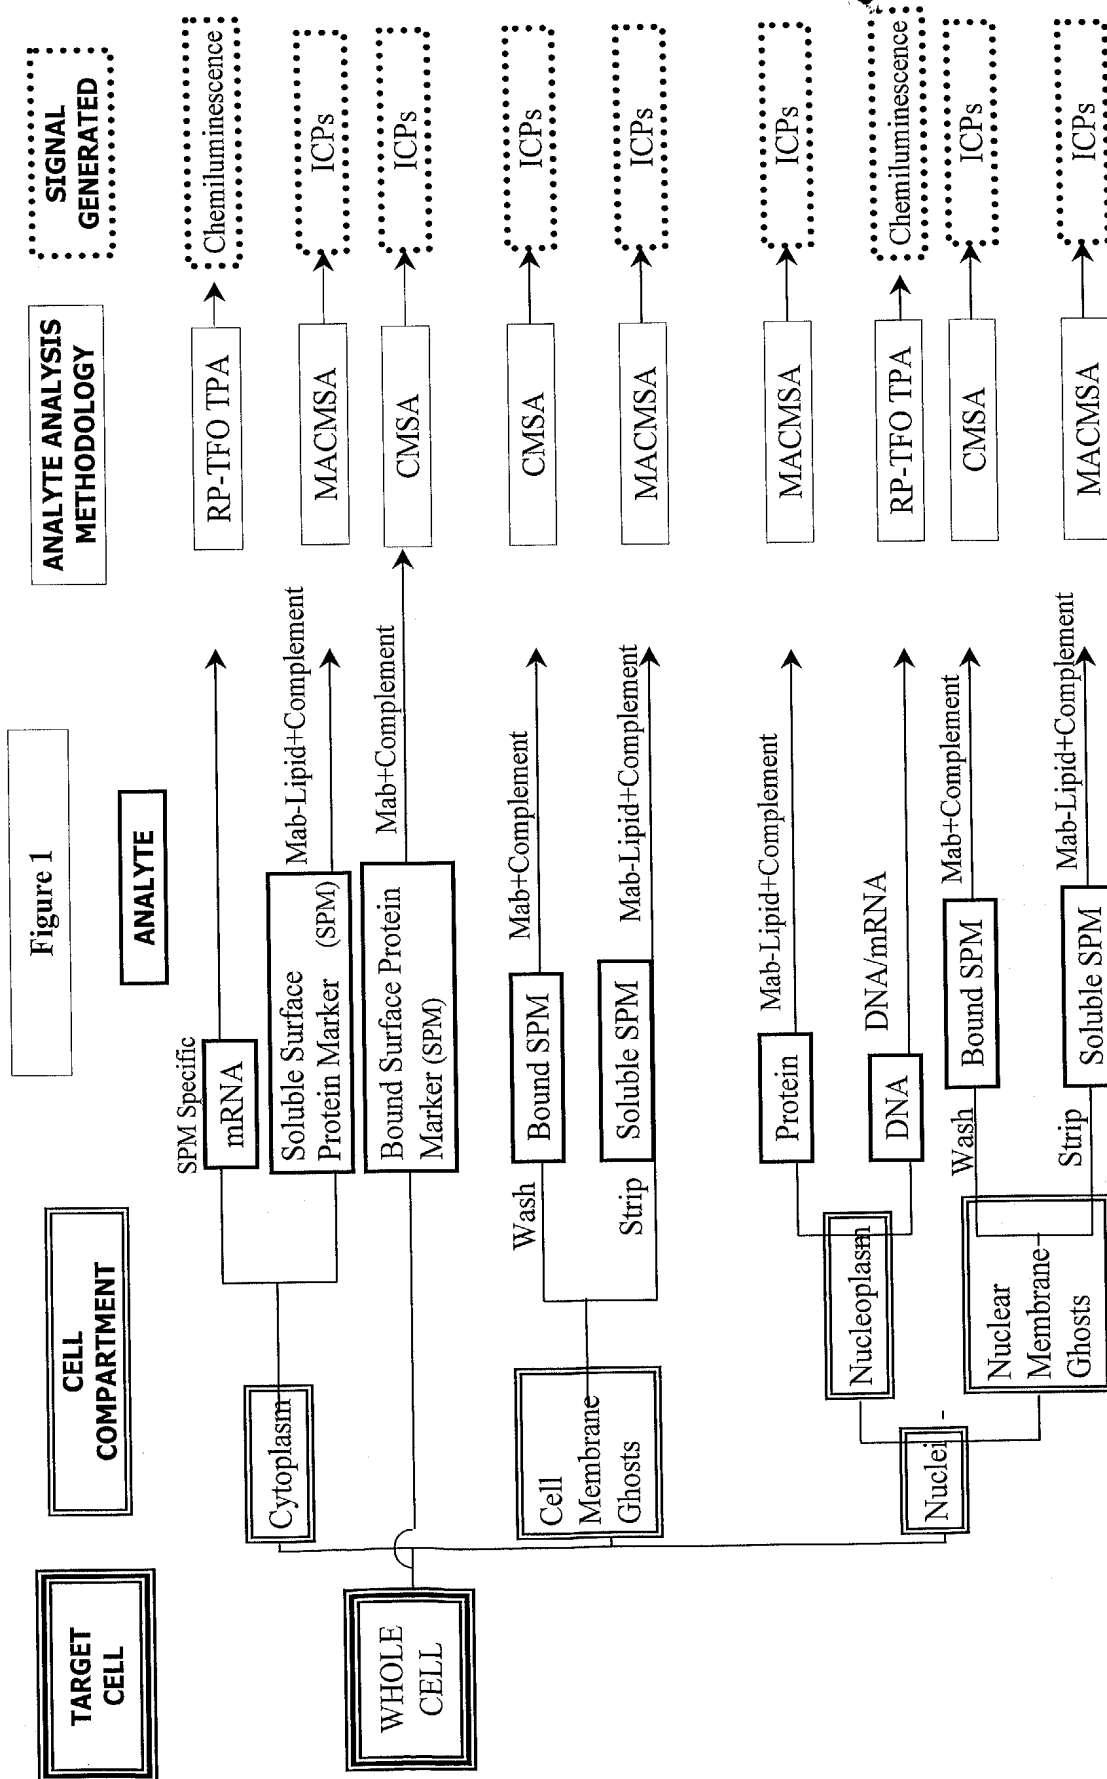 Figure 1
TARGET
CELL
CELL
COMPARTMENT
ANALYTE
ANALYTE ANALYSIS
METHODOLOGY
SIGNAL
GENERATED
SPM Specific
mRNA
RP-TFO TPA
Chemiluminescence
Cytoplasm
Soluble Surface
Protein Marker (SPM)
Mab-Lipid+Complement
MACMSA
ICPs
WHOLE
CELL
Bound Surface Protein
Marker (SPM)
Mab+Complement
CMSA
ICPs
Cell
Membrane
Ghosts
Wash
Bound SPM
Mab+Complement
CMSA
ICPs
Strip
Soluble SPM
Mab-Lipid+Complement
MACMSA
ICPs
Nuclei
Nucleoplasm
Protein
Mab-Lipid+Complement
MACMSA
ICPs
DNA
DNA/mRNA
RP-TFO TPA
Chemiluminescence
Nuclear
Membrane
Ghosts
Wash
Bound SPM
Mab+Complement
CMSA
ICPs
Strip
Soluble SPM
Mab-Lipid+Complement
MACMSA
ICPs